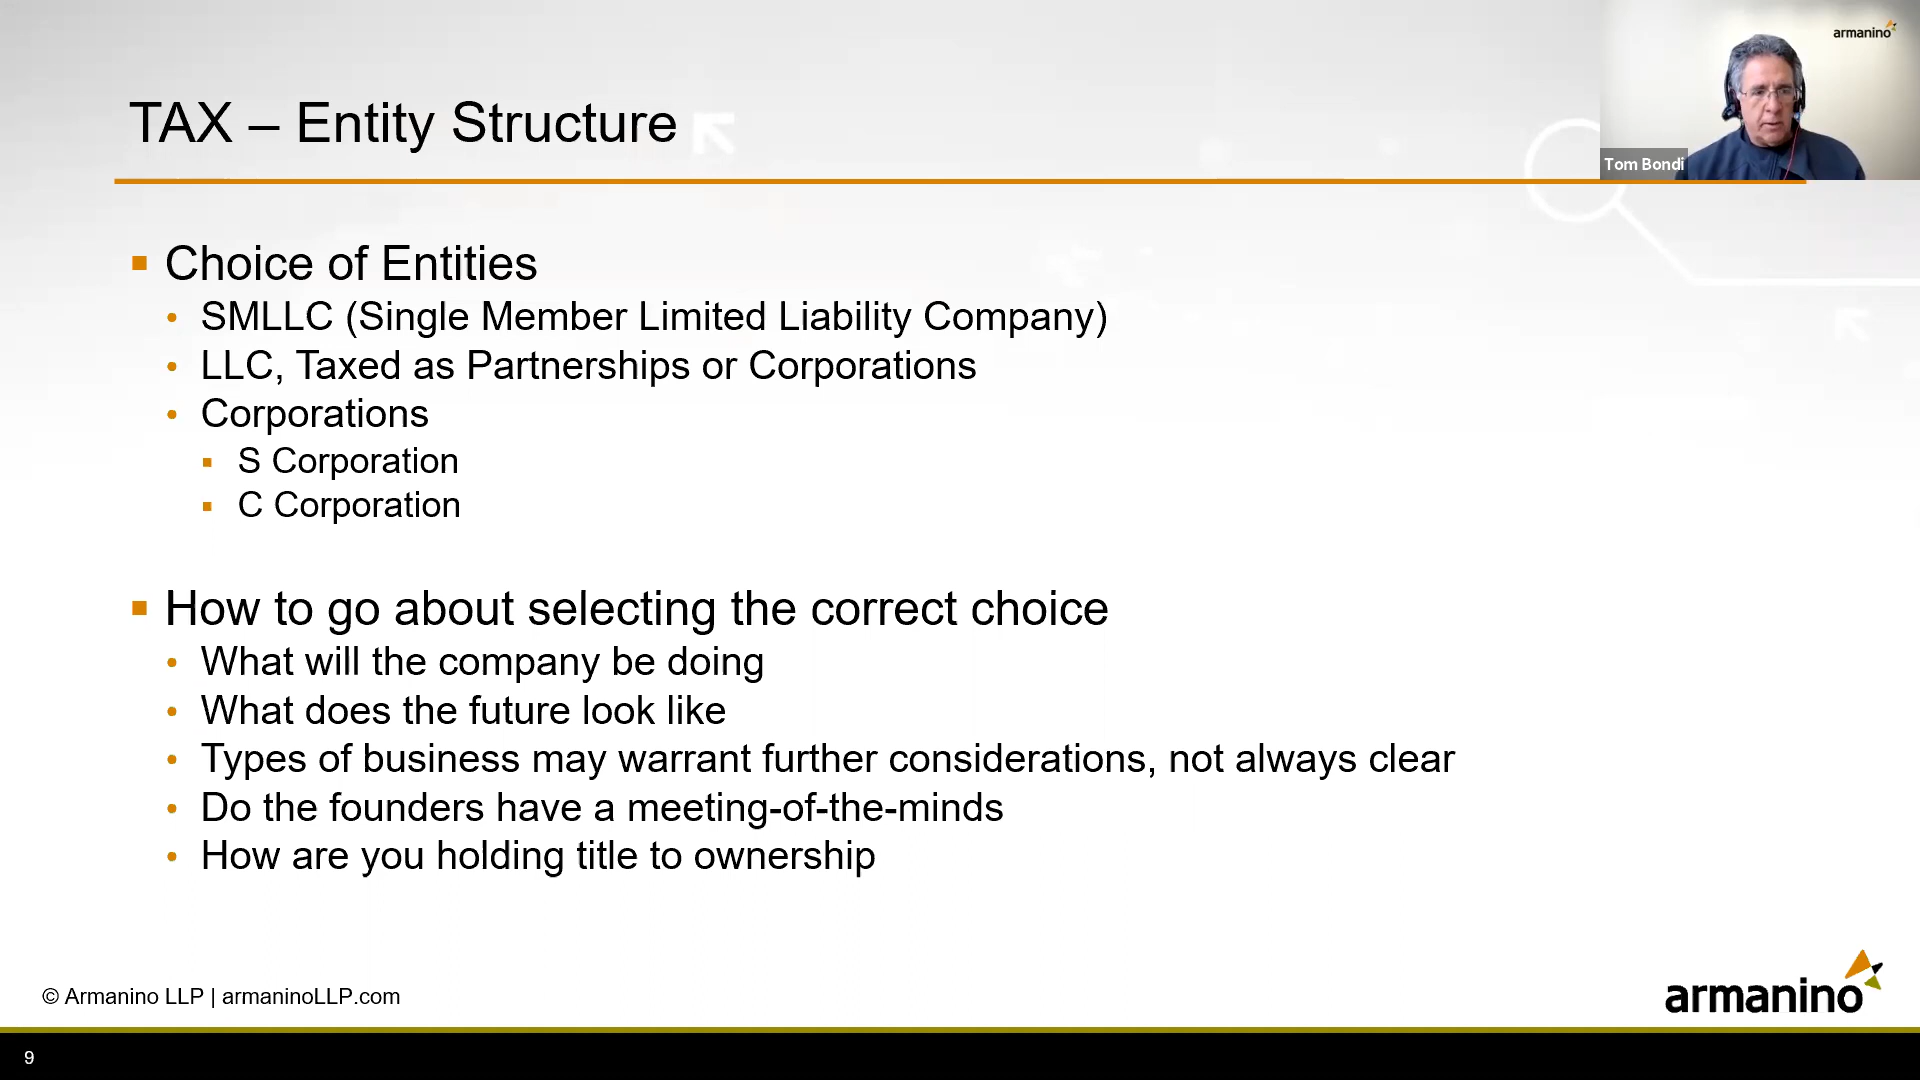 armanino
TAX – Entity Structure
Tom Bondi
Choice of Entities
SMLLC (Single Member Limited Liability Company)
LLC, Taxed as Partnerships or Corporations
Corporations
S Corporation
C Corporation
How to go about selecting the correct choice
What will the company be doing
What does the future look like
Types of business may warrant further considerations, not always clear
Do the founders have a meeting-of-the-minds
How are you holding title to ownership
© Armanino LLP | armaninoLLP.com
armanino
9